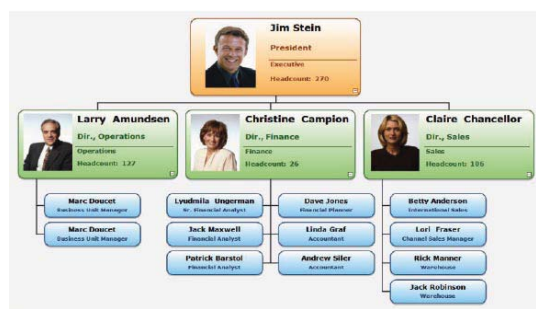 Jim Stein
President
Executive
Headcount: 270
Larry Amundsen
Dir., Operations
Operations
Headcount: 127
Christine Campion
Dir., Finance
Finance
Headcount: 26
Claire Chancellor
Dir., Sales
Sales
Headcount: 186
Marc Doucet
Business Unit Manager
Marc Doucet
Business Unit Manager
Lyudmila Ungerman
Sr. Financial Analyst
Jack Maxwell
Financial Analyst
Patrick Barstol
Financial Analyst
Dave Jones
Financial Planner
Linda Graf
Accountant
Andrew Siler
Accountant
Betty Anderson
International Sales
Lori Fraser
Channel Sales Manager
Rick Manner
Warehouse
Jack Robinson
Warehouse